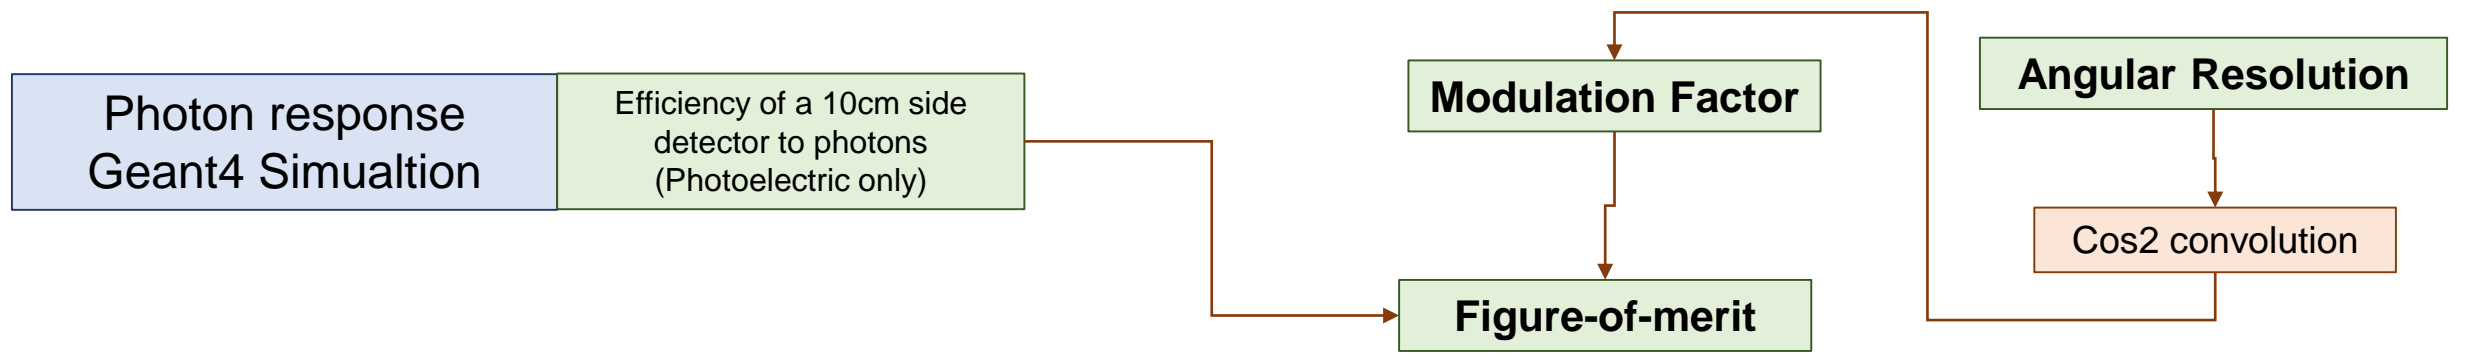 Photon response
Geant4 Simualtion
Efficiency of a 10cm side
detector to photons
(Photoelectric only)
Modulation Factor
Figure-of-merit
Angular Resolution
Cos2 convolution